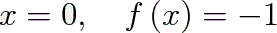 x = 0,   f (x) = −1